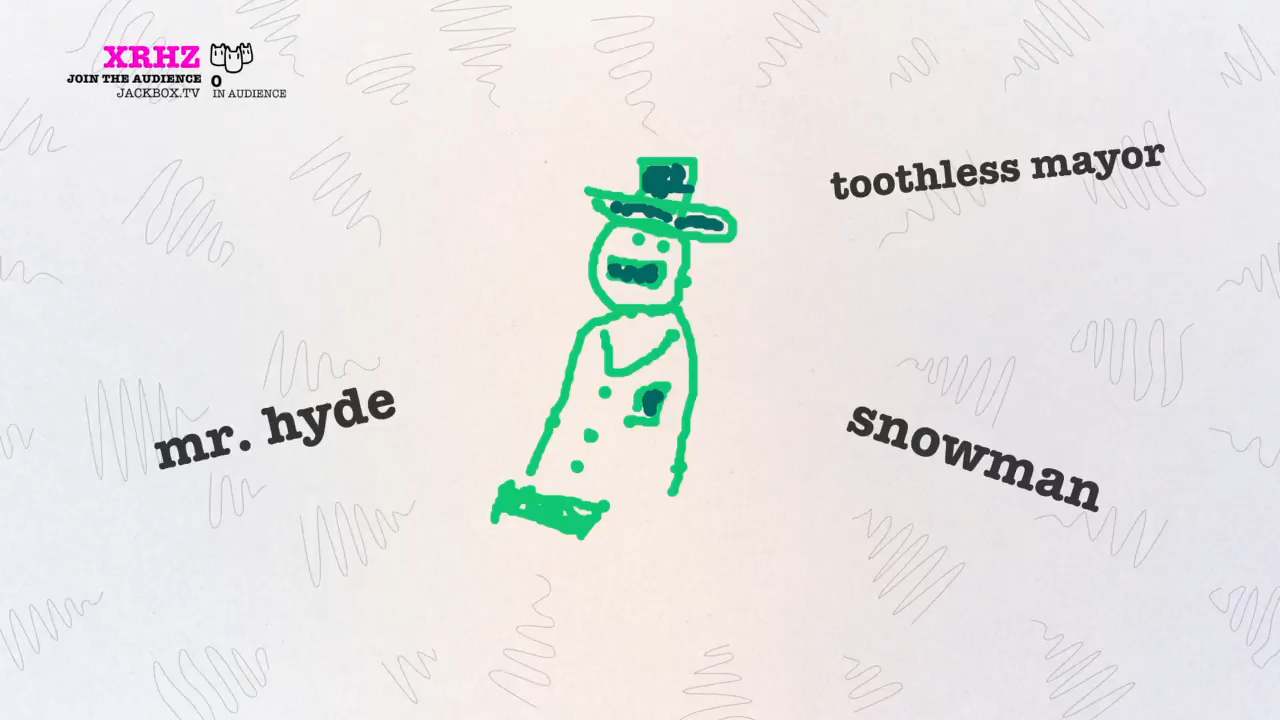 XRHZ
JOIN THE AUDIENCE
JACKBOX.TV
0
IN AUDIENCE
toothless mayor
mr. hyde
snowman